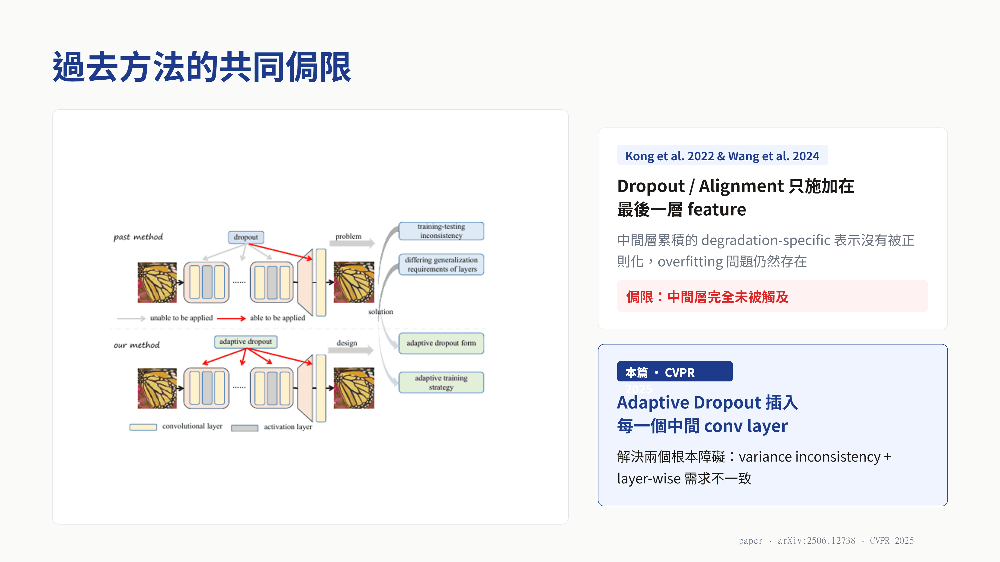 過去方法的共同侷限
past method
dropout
problem
training-testing
inconsistency
differing generalization
requirements of layers
......
solution
unable to be applied
able to be applied
our method
adaptive dropout
design
adaptive dropout form
adaptive training
strategy
......
convolutional layer
activation layer
Kong et al. 2022 & Wang et al. 2024
Dropout / Alignment 只施加在
最後一層 feature
中間層累積的 degradation-specific 表示沒有被正
則化，overfitting 問題仍然存在
侷限：中間層完全未被觸及
本篇 · CVPR
2025
Adaptive Dropout 插入
每一個中間 conv layer
解決兩個根本障礙：variance inconsistency +
layer-wise 需求不一致
paper · arXiv:2506.12738 · CVPR 2025